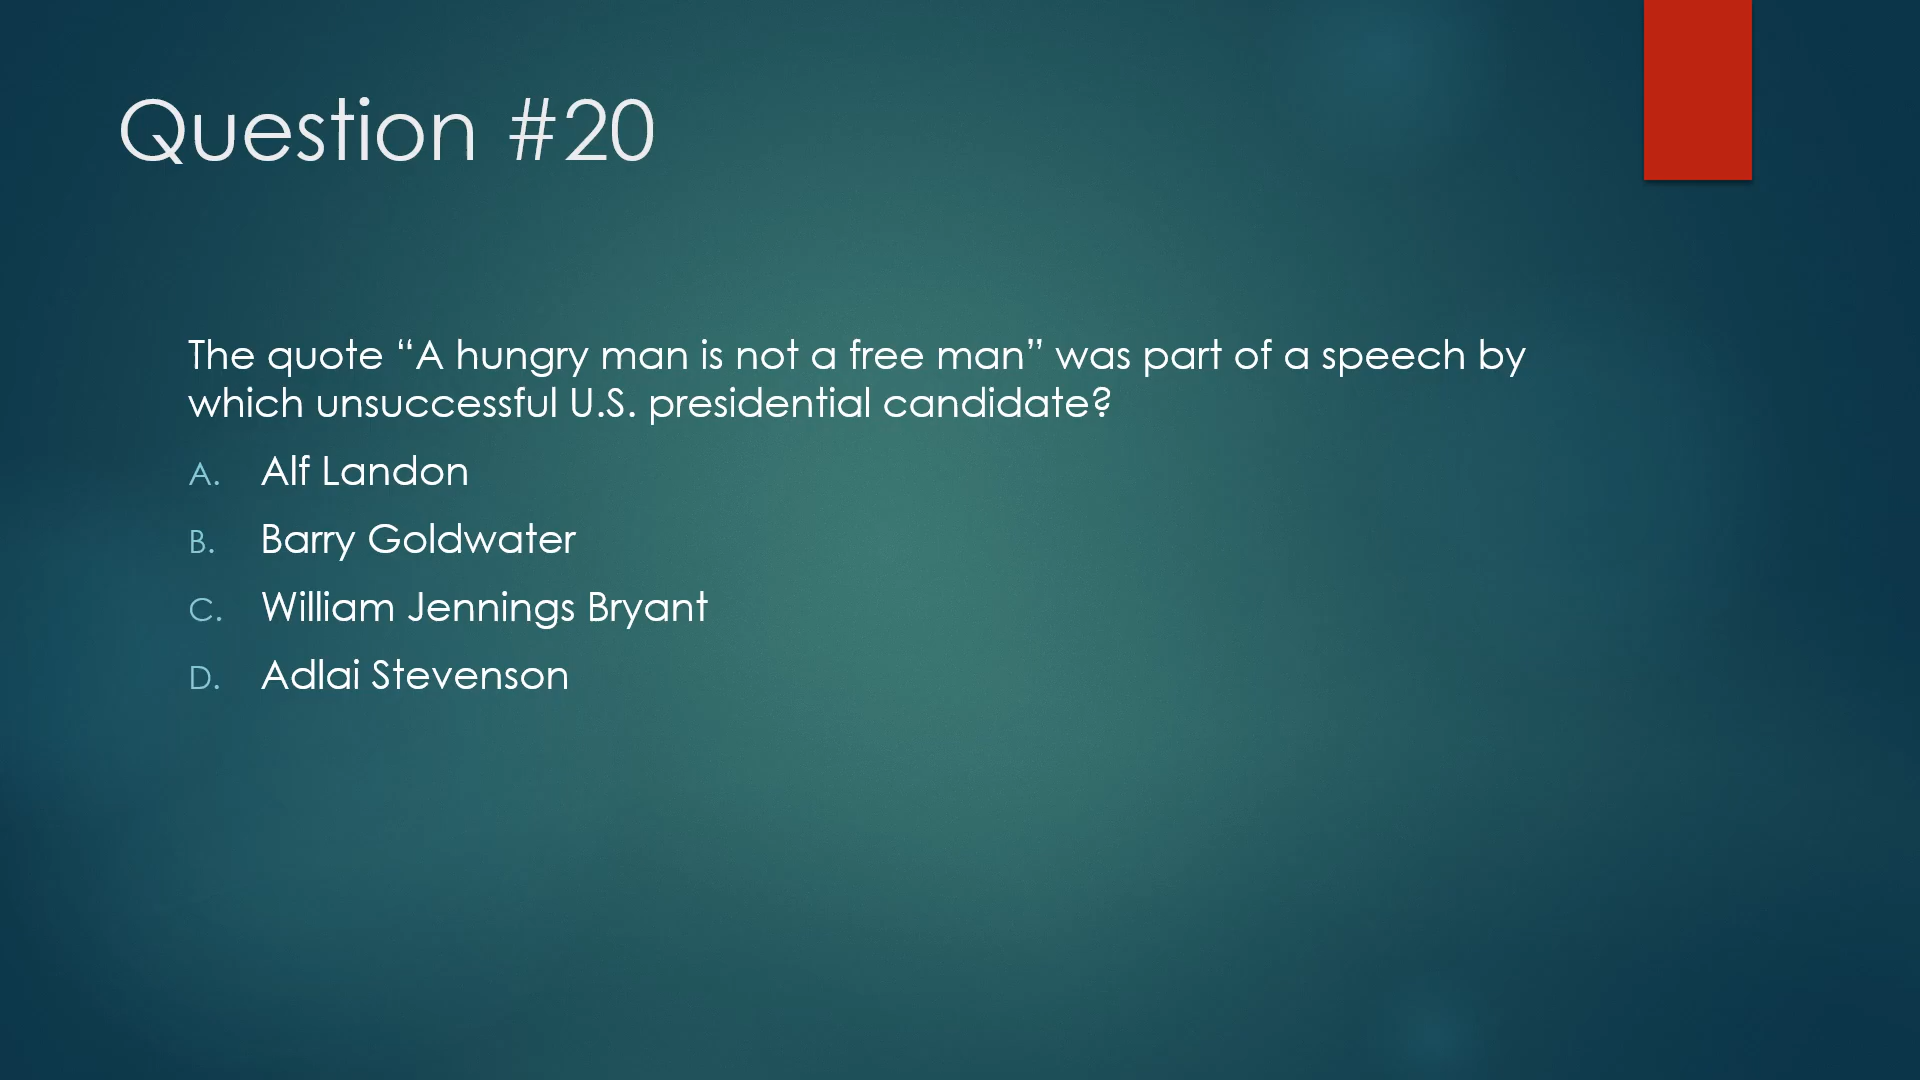 Question #20
The quote “A hungry man is not a free man” was part of a speech by
which unsuccessful U.S. presidential candidate?
A. Alf Landon
B. Barry Goldwater
C. William Jennings Bryant
D. Adlai Stevenson